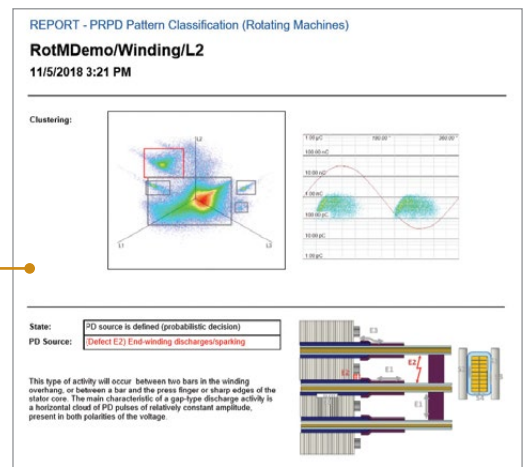 REPORT - PRPD Pattern Classification (Rotating Machines)
RotMDemo/Winding/L2
11/5/2018 3:21 PM
Clustering:
L2
L1
L3
1.00 µC
100.00 nC
10.00 nC
1.00 nC
100.00 pC
10.00 pC
1.00 pC
State:
PD source is defined (probabilistic decision)
PD Source:
(Defect E2) End-winding discharges/sparking
This type of activity will occur between two bars in the winding
overhang, or between a bar and the press finger or sharp edges of the
stator core. The main characteristic of a gap-type discharge activity is
a horizontal cloud of PD pulses of relatively constant amplitude,
present in both polarities of the voltage.
E3
E2
E2
E1
E1